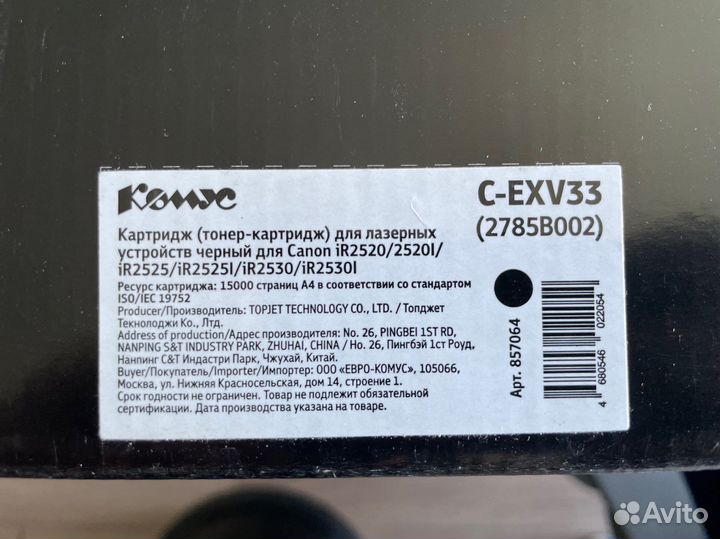 Комус
C-EXV33
(2785B002)
Картридж (тонер-картридж) для лазерных
устройств черный для Canon iR2520/2520I/
iR2525/iR2525I/iR2530/iR2530I
Ресурс картриджа: 15000 страниц А4 в соответствии со стандартом
ISO/IEC 19752
Producer/Производитель: TOPJET TECHNOLOGY CO., LTD. / Топджет
Текнолоджи Ко., Лтд.
Address of production/Адрес производителя: No. 26, PINGBEI 1ST RD,
NANPING S&T INDUSTRY PARK, ZHUHAI, CHINA / Но. 26, Пингбэй 1ст Роуд,
Нанпинг С&Т Индастри Парк, Чжухай, Китай.
Buyer/Покупатель/Importer/Импортер: ООО «ЕВРО-КОМУС», 105066,
Москва, ул. Нижняя Красносельская, дом 14, строение 1.
Срок годности не ограничен. Товар не подлежит обязательной
сертификации. Дата производства указана на товаре.
Арт. 857064
4 680546 022054
Avito